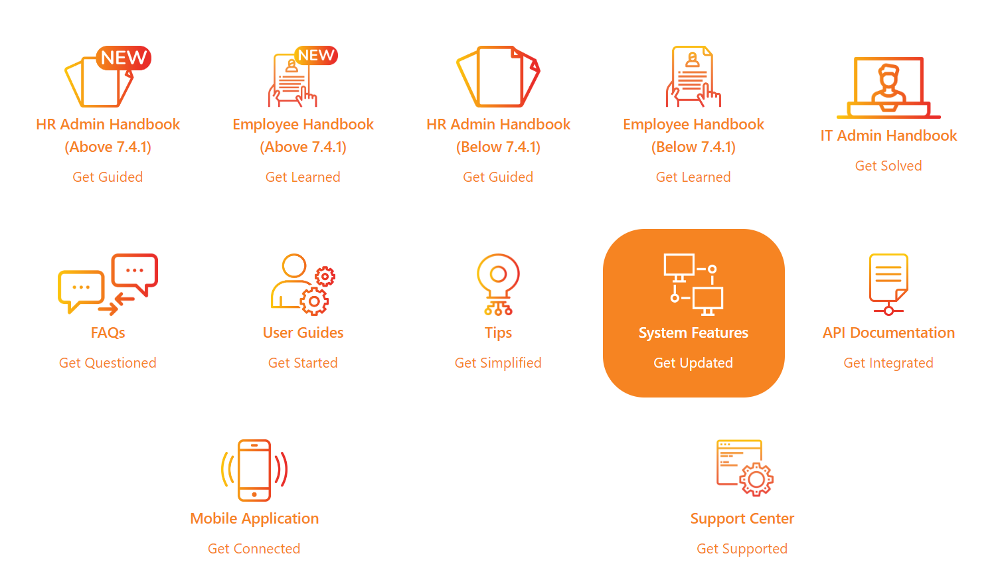 NEW
HR Admin Handbook
(Above 7.4.1)
Get Guided
NEW
Employee Handbook
(Above 7.4.1)
Get Learned
HR Admin Handbook
(Below 7.4.1)
Get Guided
Employee Handbook
(Below 7.4.1)
Get Learned
IT Admin Handbook
Get Solved
FAQs
Get Questioned
User Guides
Get Started
Tips
Get Simplified
System Features
Get Updated
API Documentation
Get Integrated
Mobile Application
Get Connected
Support Center
Get Supported